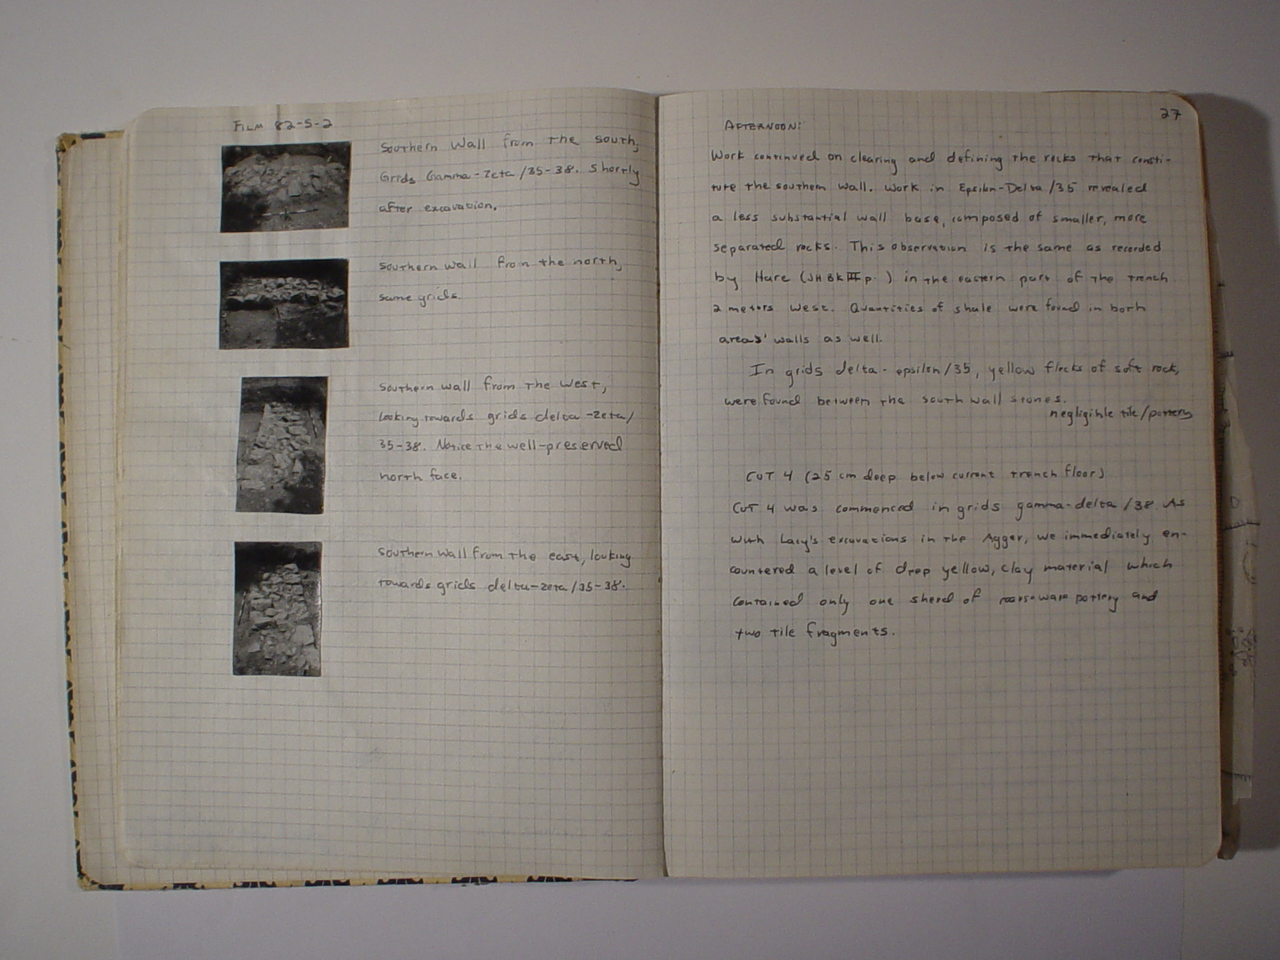 FILM 82-S-2
Southern Wall from the south,
Grids Gamma-Zeta/35-38. Shortly
after excavation.
Southern Wall from the north,
same grids.
Southern Wall from the west,
looking towards grids delta-zeta/
35-38. Notice the well-preserved
north face.
Southern Wall from the east, looking
towards grids delta-zeta/35-38.
27
AFTERNOON:
Work continued on clearing and defining the rocks that consti-
tute the southern wall. Work in Epsilon-Delta/35 revealed
a less substantial wall base, composed of smaller, more
separated rocks. This observation is the same as recorded
by Hare (JH BK III p. ) in the eastern part of the trench
2 meters west. Quantities of shale were found in both
areas' walls as well.
In grids delta-epsilon/35, yellow flecks of soft rock,
were found between the south wall stones.
negligible tile/pottery
CUT 4 (25 cm deep below current trench floor)
CUT 4 was commenced in grids gamma-delta/38. As
with Lacy's excavations in the Agger, we immediately en-
countered a level of deep yellow, clay material which
contained only one sherd of coarseware pottery and
two tile fragments.